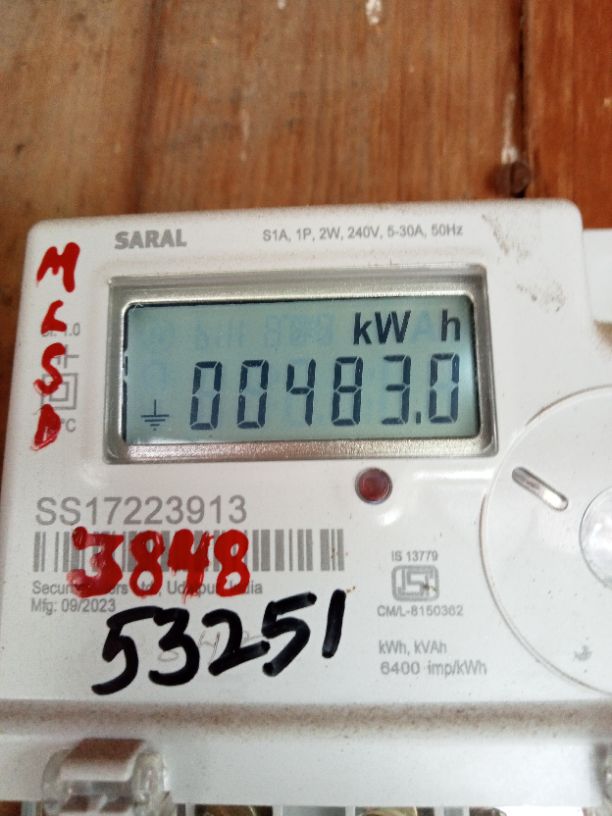 SARAL
S1A, 1P, 2W, 240V, 5-30A, 50Hz
kW h
00483.0
SS17223913
3848
Mfg: 09/2023
53251
IS 13779
ISI
CM/L-8150362
kWh, kVAh
6400 imp/kWh